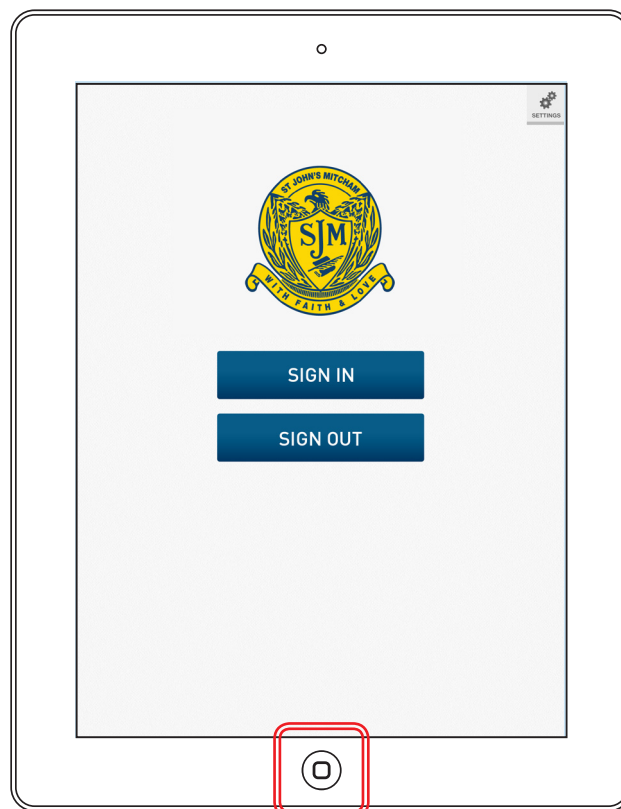 SETTINGS
ST JOHN'S MITCHAM
SJM
WITH FAITH & LOVE
SIGN IN
SIGN OUT